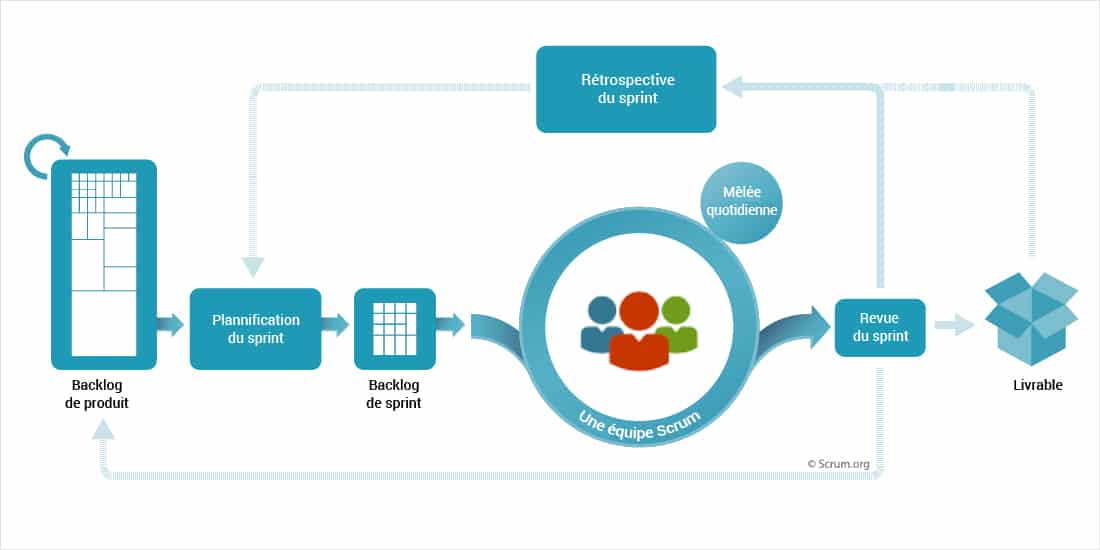 Rétrospective
du sprint
Mêlée
quotidienne
Plannification
du sprint
Revue
du sprint
Backlog
de produit
Backlog
de sprint
Livrable
Une équipe Scrum
© Scrum.org